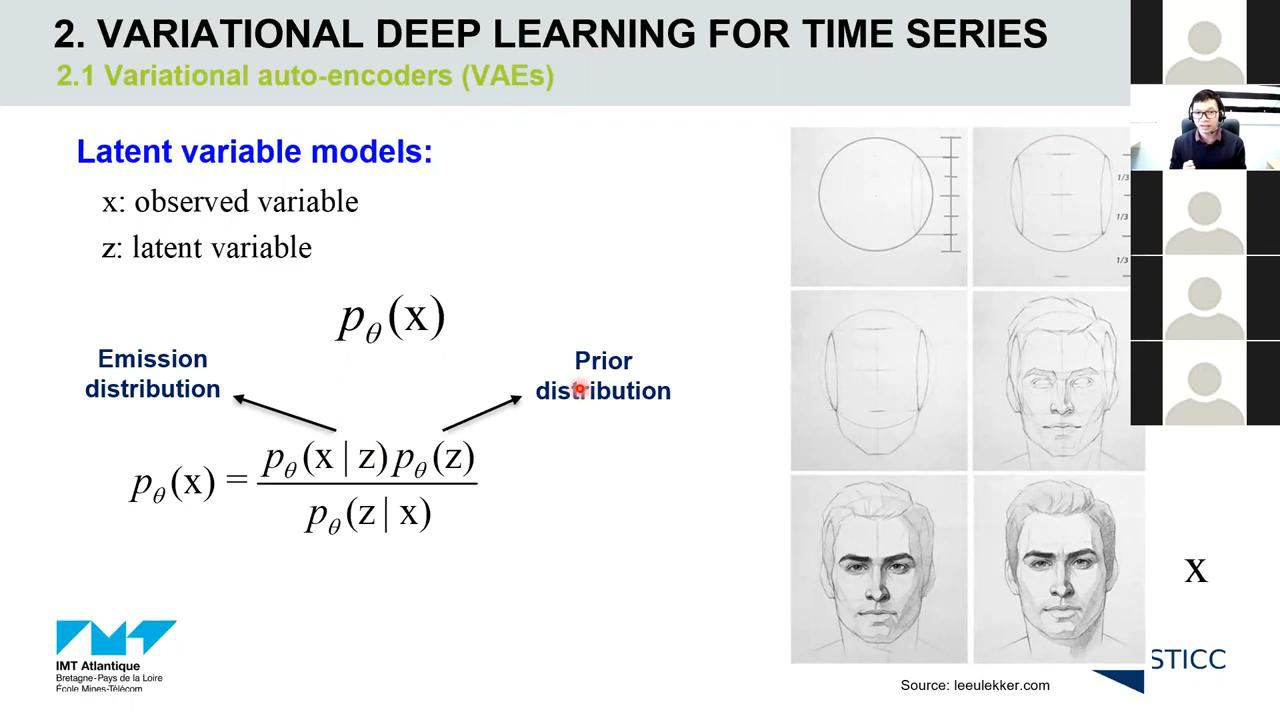 2. VARIATIONAL DEEP LEARNING FOR TIME SERIES
2.1 Variational auto-encoders (VAEs)
Latent variable models:
x: observed variable
z: latent variable
pθ(x)
Emission
distribution
Prior
distribution
pθ(x) = pθ(x | z) pθ(z) / pθ(z | x)
1/3
1/3
1/3
x
IMT Atlantique
Bretagne-Pays de la Loire
École Mines-Télécom
STICC
Source: leeulekker.com